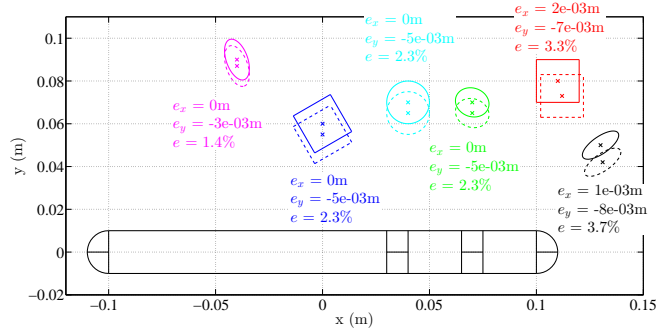 e_x = 2e-03m
e_y = -7e-03m
e = 3.3%
e_x = 0m
e_y = -5e-03m
e = 2.3%
e_x = 0m
e_y = -3e-03m
e = 1.4%
e_x = 0m
e_y = -5e-03m
e = 2.3%
e_x = 0m
e_y = -5e-03m
e = 2.3%
e_x = 1e-03m
e_y = -8e-03m
e = 3.7%
y (m)
0.1
0.08
0.06
0.04
0.02
0
−0.02
−0.1
−0.05
0
0.05
0.1
0.15
x (m)